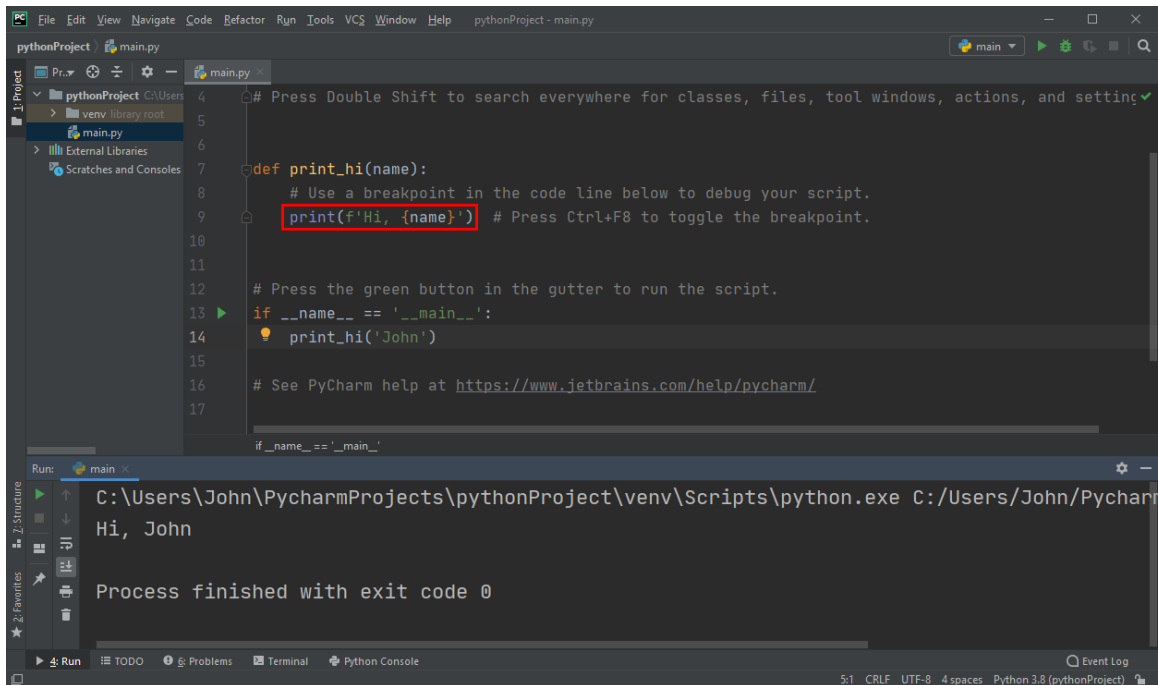 PC File Edit View Navigate Code Refactor Run Tools VCS Window Help pythonProject - main.py
pythonProject main.py main
1: Project
Pr.. main.py
pythonProject C:\Users
venv library root
main.py
External Libraries
Scratches and Consoles
4 # Press Double Shift to search everywhere for classes, files, tool windows, actions, and setting
5
6
7 def print_hi(name):
8 # Use a breakpoint in the code line below to debug your script.
9 print(f'Hi, {name}') # Press Ctrl+F8 to toggle the breakpoint.
10
11
12 # Press the green button in the gutter to run the script.
13 if __name__ == '__main__':
14 print_hi('John')
15
16 # See PyCharm help at https://www.jetbrains.com/help/pycharm/
17
if __name__ == '__main__'
Run: main
7: Structure
2: Favorites
C:\Users\John\PycharmProjects\pythonProject\venv\Scripts\python.exe C:/Users/John/Pychar
Hi, John
Process finished with exit code 0
4: Run TODO 6: Problems Terminal Python Console Event Log
5:1 CRLF UTF-8 4 spaces Python 3.8 (pythonProject)